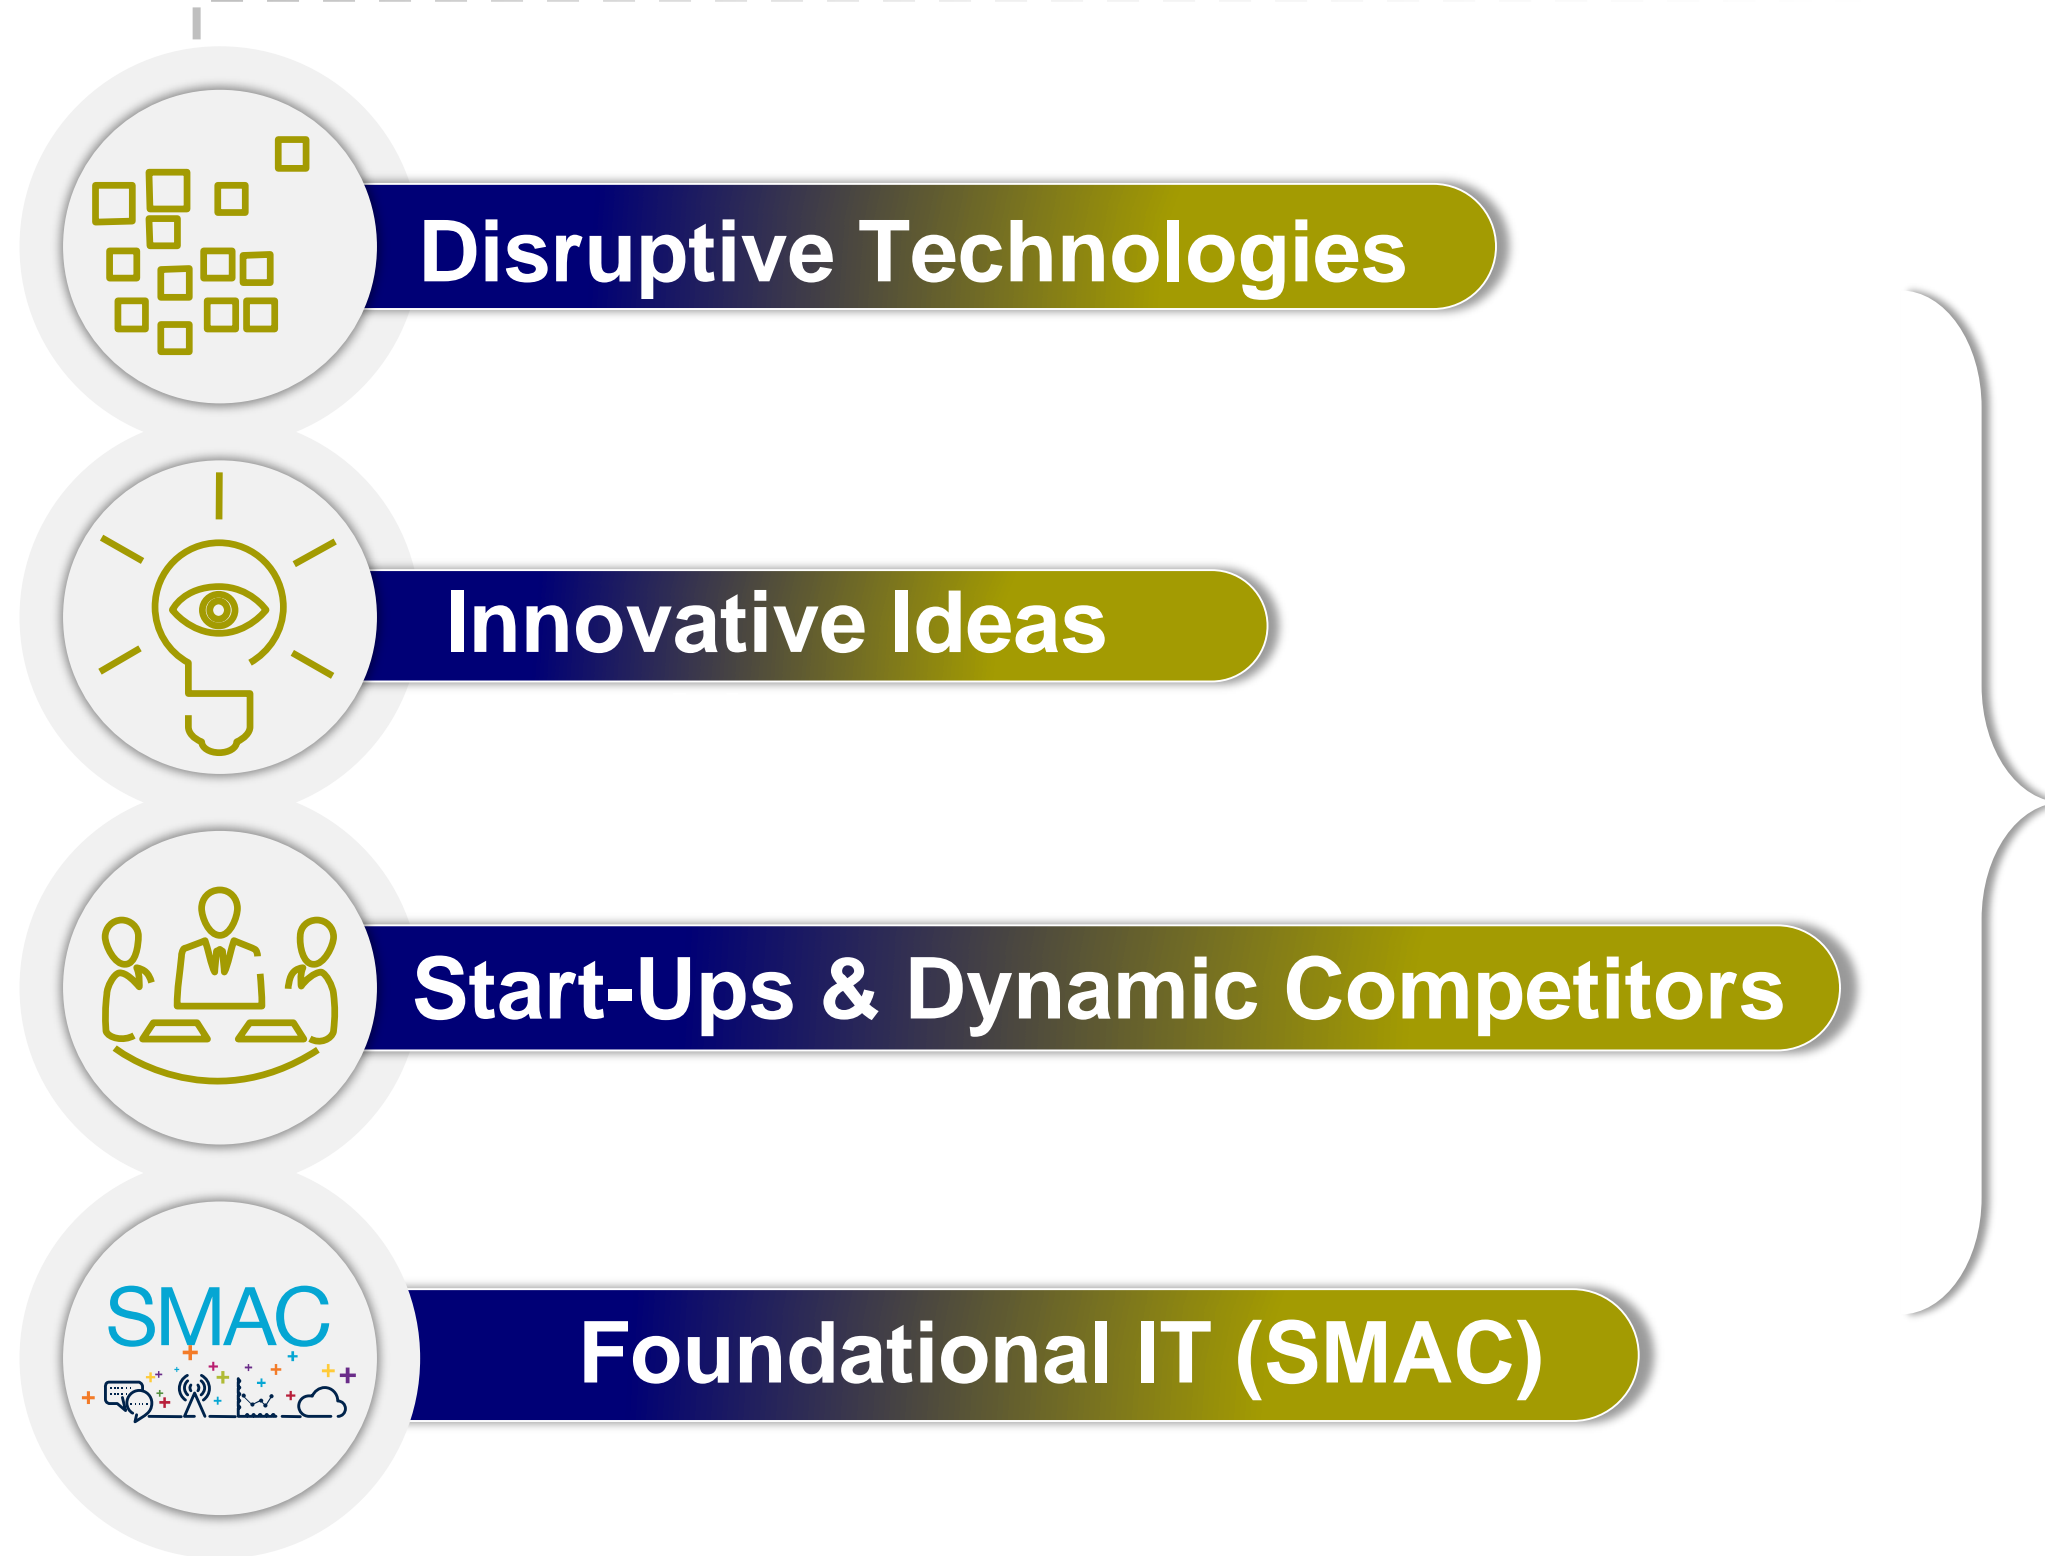 Disruptive Technologies
Innovative Ideas
Start-Ups & Dynamic Competitors
SMAC
Foundational IT (SMAC)